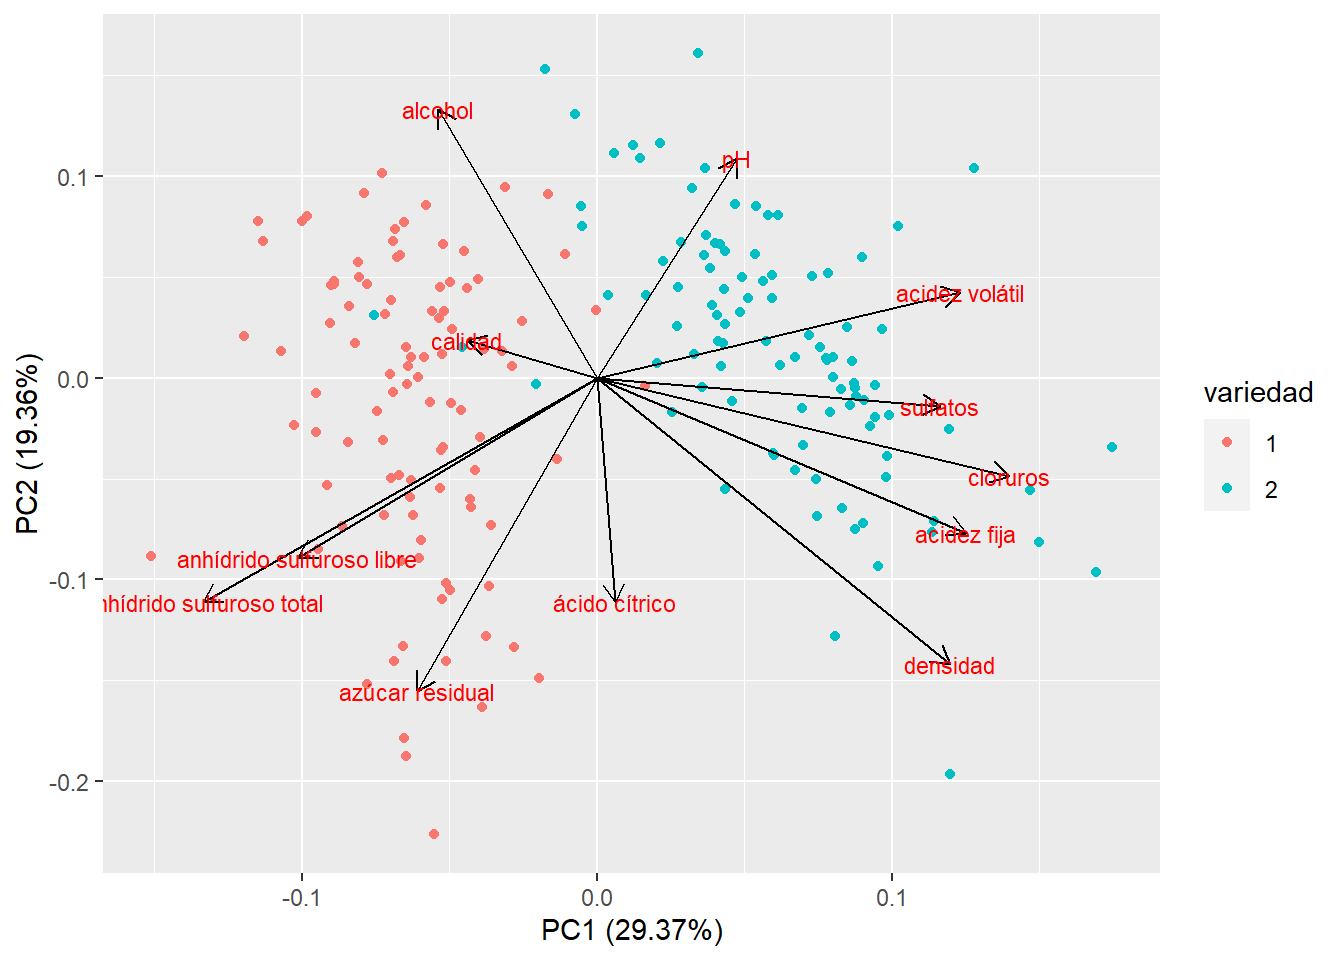 alcohol
pH
0.1
acidez volátil
calidad
0.0
sulfatos
cloruros
acidez fija
anhídrido sulfuroso libre
-0.1
nhídrido sulfuroso total
ácido cítrico
densidad
azúcar residual
-0.2
-0.1
0.0
0.1
PC1 (29.37%)
PC2 (19.36%)
variedad
1
2